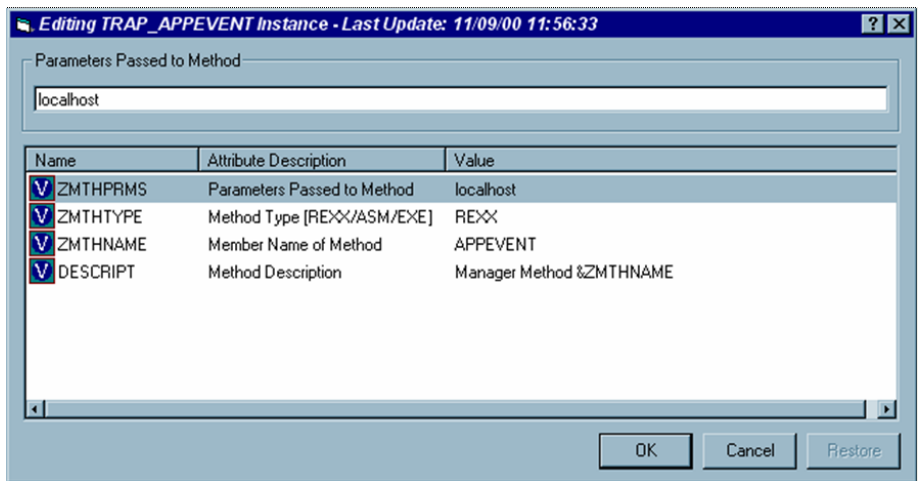 Editing TRAP_APPEVENT Instance - Last Update: 11/09/00 11:56:33
Parameters Passed to Method
localhost
Name Attribute Description Value
V ZMTHPRMS Parameters Passed to Method localhost
V ZMTHTYPE Method Type [REXX/ASM/EXE] REXX
V ZMTHNAME Member Name of Method APPEVENT
V DESCRIPT Method Description Manager Method &ZMTHNAME
OK Cancel Restore